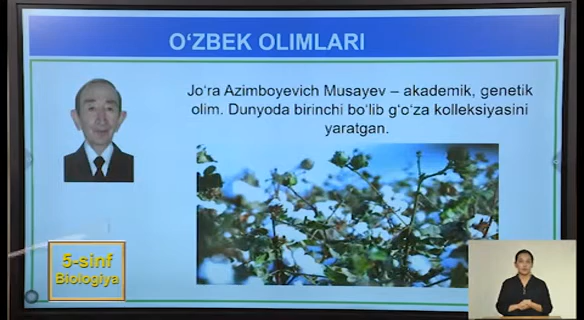 O‘ZBEK OLIMLARI
Jo‘ra Azimboyevich Musayev – akademik, genetik
olim. Dunyoda birinchi bo‘lib g‘o‘za kolleksiyasini
yaratgan.
5-sinf
Biologiya